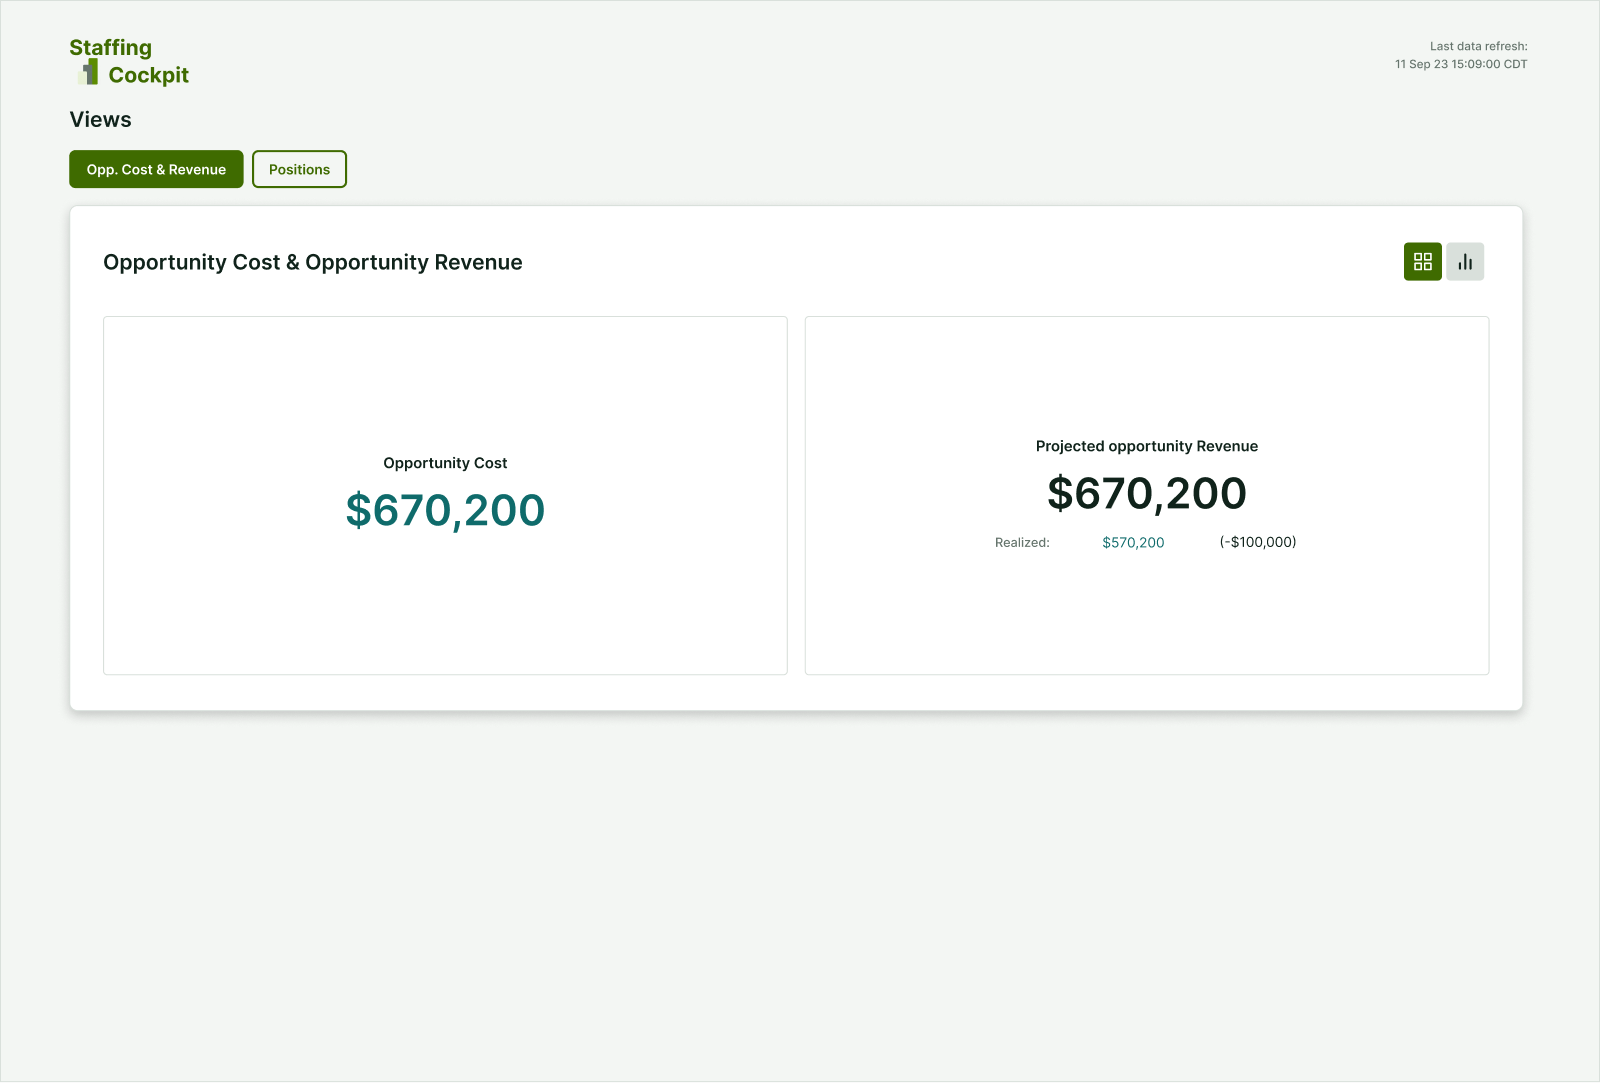 Staffing
Cockpit
Last data refresh:
11 Sep 23 15:09:00 CDT
Views
Opp. Cost & Revenue
Positions
Opportunity Cost & Opportunity Revenue
Opportunity Cost
$670,200
Projected opportunity Revenue
$670,200
Realized: $570,200 (-$100,000)